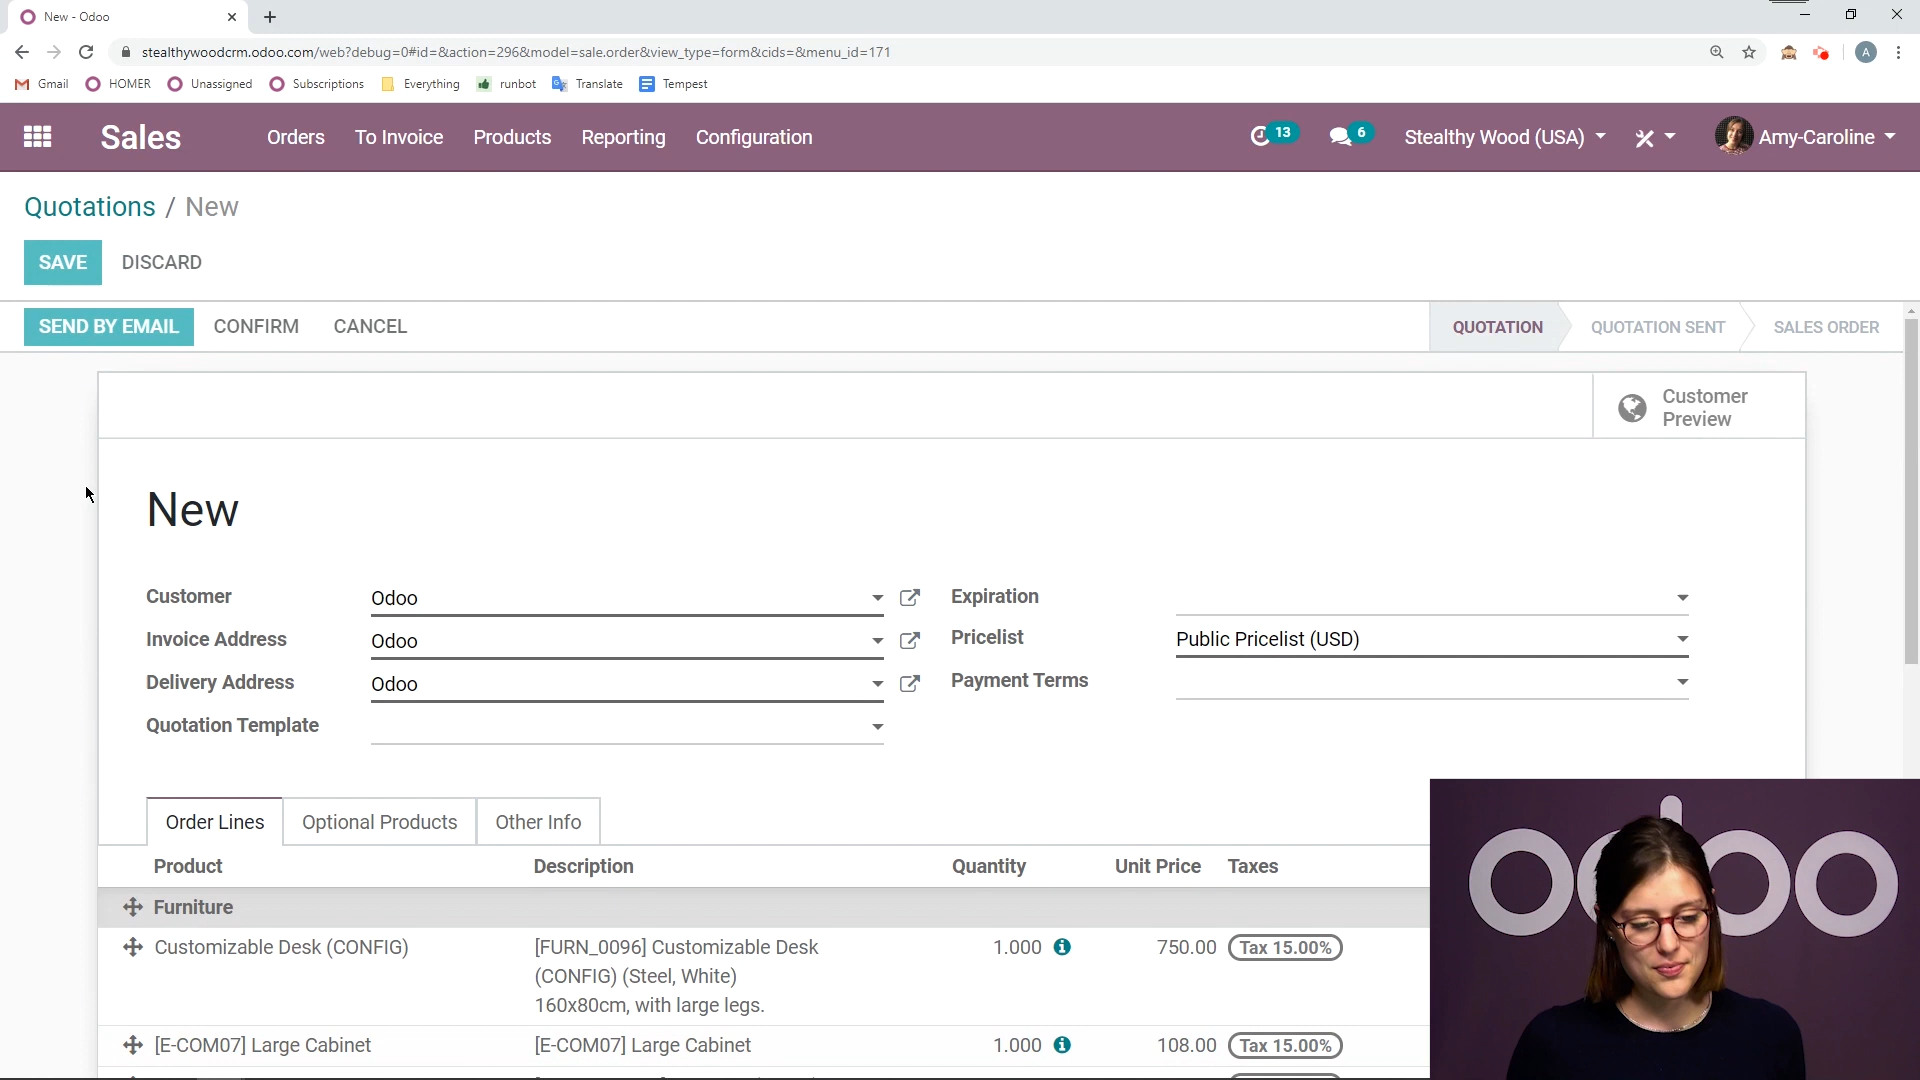 New - Odoo
stealthywoodcrm.odoo.com/web?debug=0#id=&action=296&model=sale.order&view_type=form&cids=&menu_id=171
A
Gmail HOMER Unassigned Subscriptions Everything runbot Translate Tempest
Sales Orders To Invoice Products Reporting Configuration 13 6 Stealthy Wood (USA) Amy-Caroline
Quotations / New
SAVE DISCARD
SEND BY EMAIL CONFIRM CANCEL QUOTATION QUOTATION SENT SALES ORDER
Customer
Preview
New
Customer Odoo Expiration
Invoice Address Odoo Pricelist Public Pricelist (USD)
Delivery Address Odoo Payment Terms
Quotation Template
Order Lines Optional Products Other Info
Product Description Quantity Unit Price Taxes
Furniture
Customizable Desk (CONFIG) [FURN_0096] Customizable Desk 1.000 750.00 Tax 15.00%
(CONFIG) (Steel, White)
160x80cm, with large legs.
[E-COM07] Large Cabinet [E-COM07] Large Cabinet 1.000 108.00 Tax 15.00%
odoo